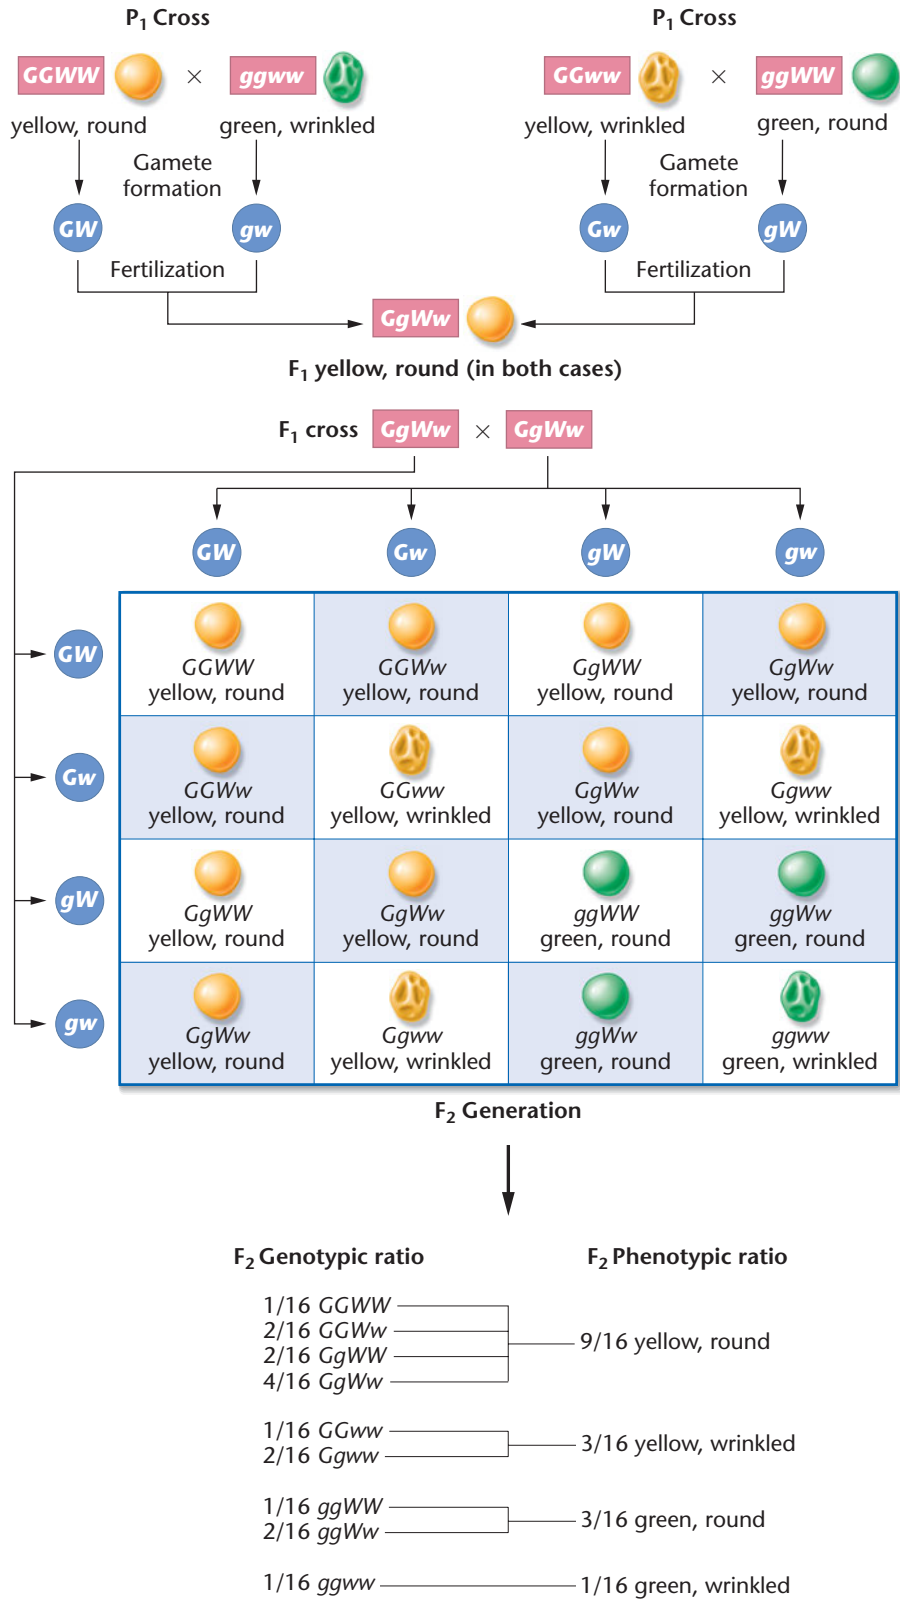 P1 Cross P1 Cross
GGWW × ggww GGww × ggWW
yellow, round green, wrinkled yellow, wrinkled green, round
Gamete Gamete
formation formation
GW gw Gw gW
Fertilization Fertilization
GgWw
F1 yellow, round (in both cases)
F1 cross GgWw × GgWw
GW Gw gW gw
GW
GGWW GGWw GgWW GgWw
yellow, round yellow, round yellow, round yellow, round
Gw
GGWw GGww GgWw Ggww
yellow, round yellow, wrinkled yellow, round yellow, wrinkled
gW
GgWW GgWw ggWW ggWw
yellow, round yellow, round green, round green, round
gw
GgWw Ggww ggWw ggww
yellow, round yellow, wrinkled green, round green, wrinkled
F2 Generation
F2 Genotypic ratio F2 Phenotypic ratio
1/16 GGWW
2/16 GGWw
9/16 yellow, round
2/16 GgWW
4/16 GgWw
1/16 GGww
3/16 yellow, wrinkled
2/16 Ggww
1/16 ggWW
3/16 green, round
2/16 ggWw
1/16 ggww 1/16 green, wrinkled